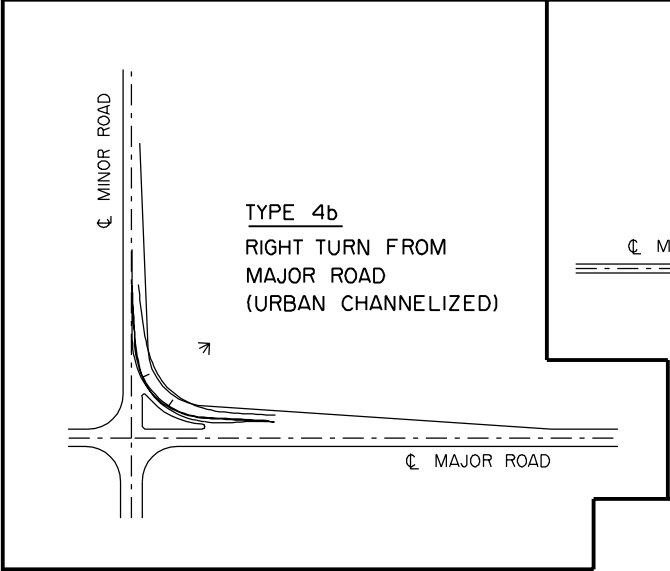 ℄ MINOR ROAD
TYPE 4b
RIGHT TURN FROM
MAJOR ROAD
(URBAN CHANNELIZED)
℄ M
℄ MAJOR ROAD